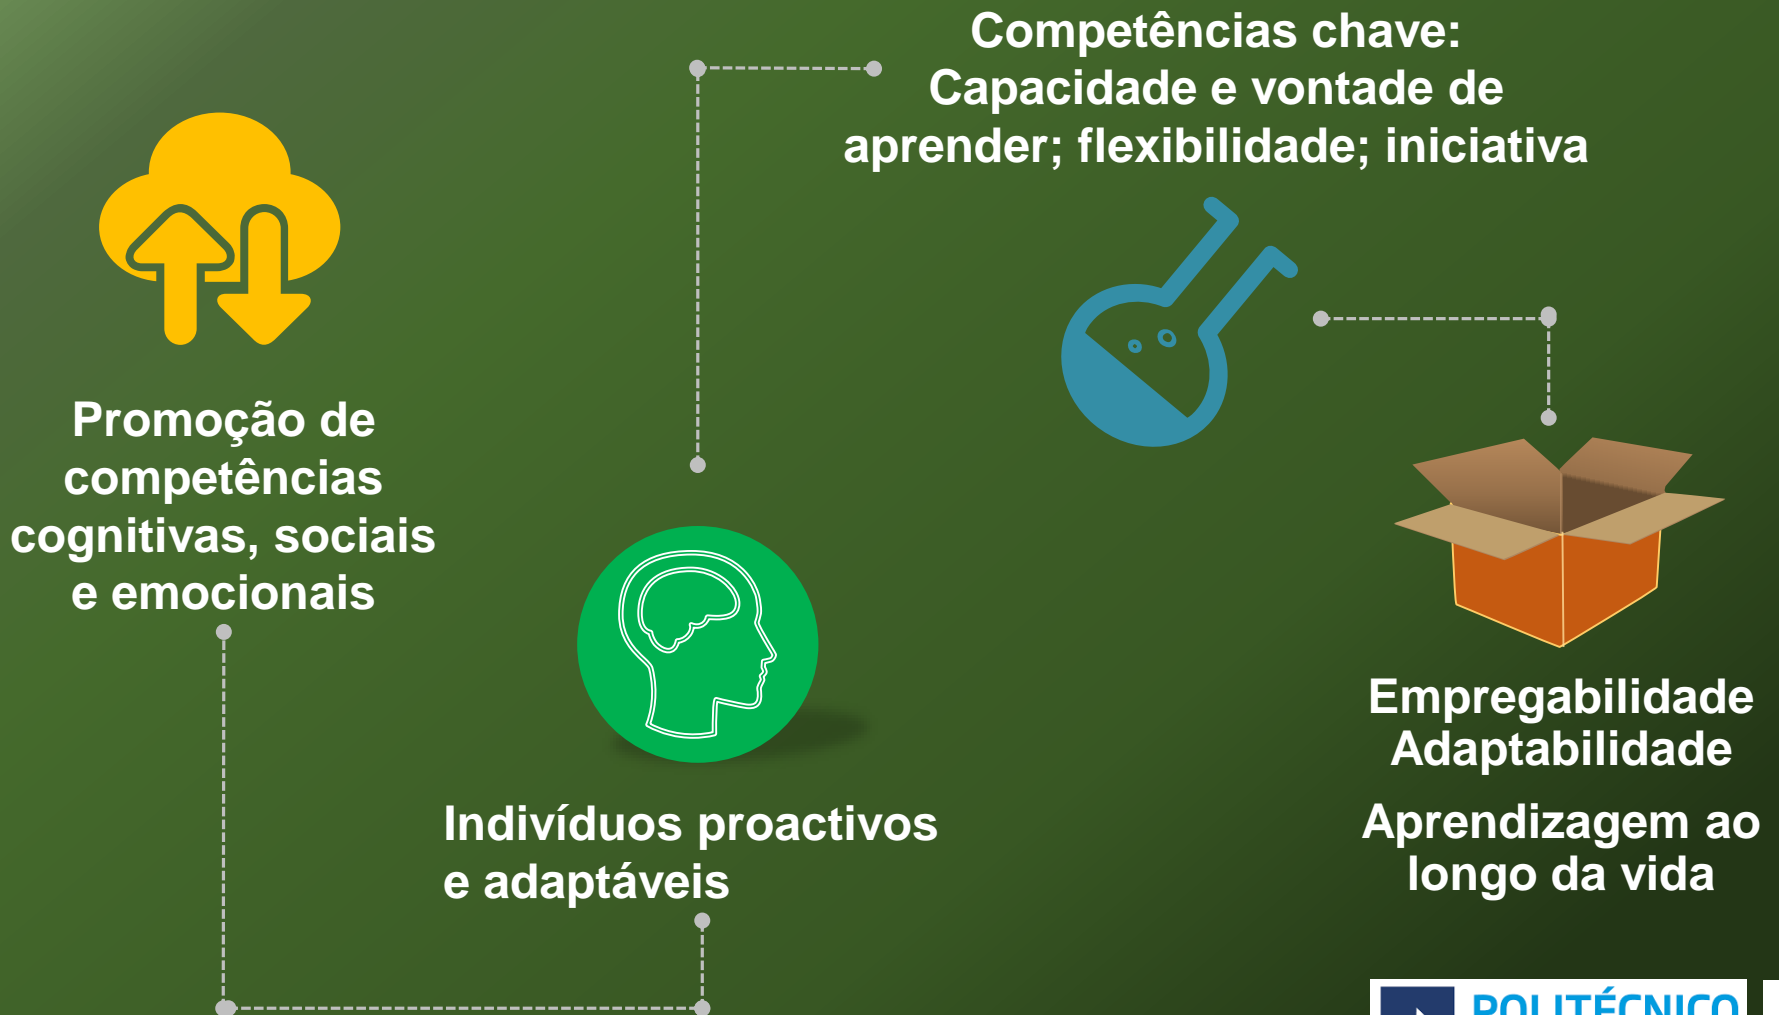 Competências chave:
Capacidade e vontade de
aprender; flexibilidade; iniciativa
Promoção de
competências
cognitivas, sociais
e emocionais
Indivíduos proactivos
e adaptáveis
Empregabilidade
Adaptabilidade
Aprendizagem ao
longo da vida
POLITÉCNICO